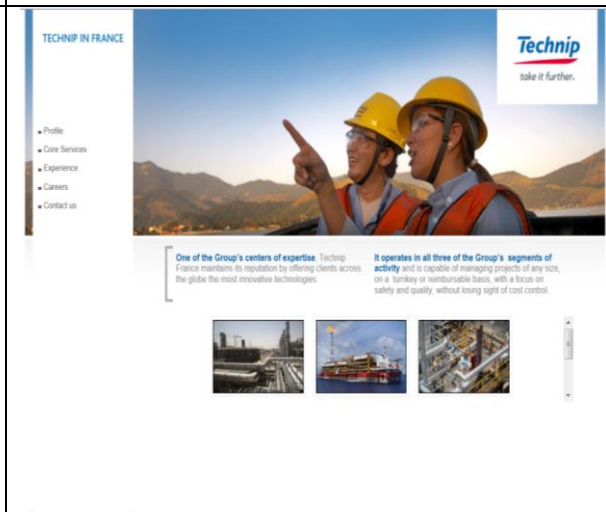 TECHNIP IN FRANCE
Technip
take it further.
Profile
Core Services
Experience
Careers
Contact us
One of the Group's centers of expertise, Technip
France maintains its reputation by offering clients across
the globe the most innovative technologies.
It operates in all three of the Group's segments of
activity and is capable of managing projects of any size,
on a turnkey or reimbursable basis, with a focus on
safety and quality, without losing sight of cost control.